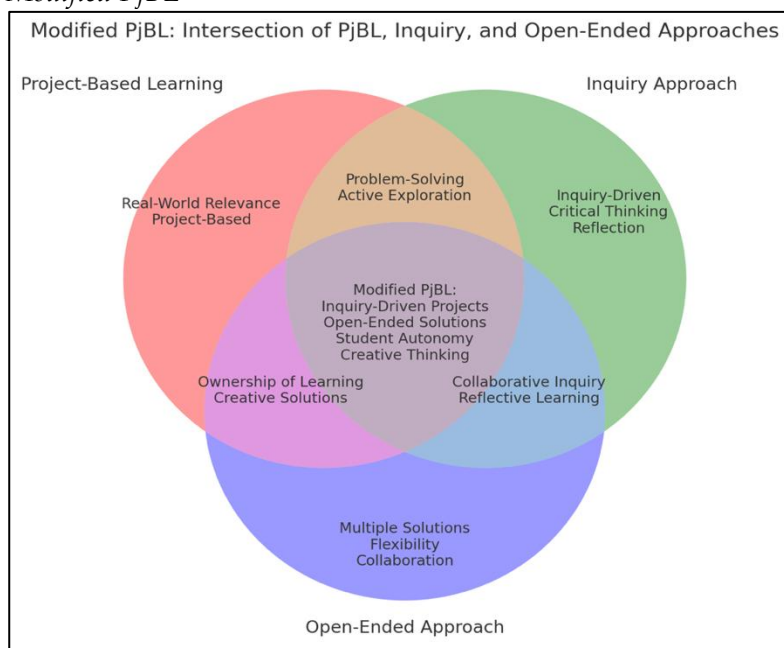 Modified PjBL
Modified PjBL: Intersection of PjBL, Inquiry, and Open-Ended Approaches
Project-Based Learning
Inquiry Approach
Problem-Solving
Active Exploration
Real-World Relevance
Project-Based
Inquiry-Driven
Critical Thinking
Reflection
Modified PjBL:
Inquiry-Driven Projects
Open-Ended Solutions
Student Autonomy
Creative Thinking
Ownership of Learning
Creative Solutions
Collaborative Inquiry
Reflective Learning
Multiple Solutions
Flexibility
Collaboration
Open-Ended Approach